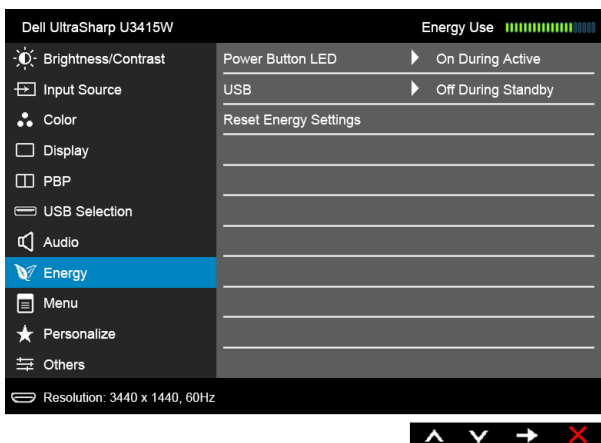 Dell UltraSharp U3415W Energy Use
Brightness/Contrast Power Button LED On During Active
Input Source USB Off During Standby
Color Reset Energy Settings
Display
PBP
USB Selection
Audio
Energy
Menu
Personalize
Others
Resolution: 3440 x 1440, 60Hz